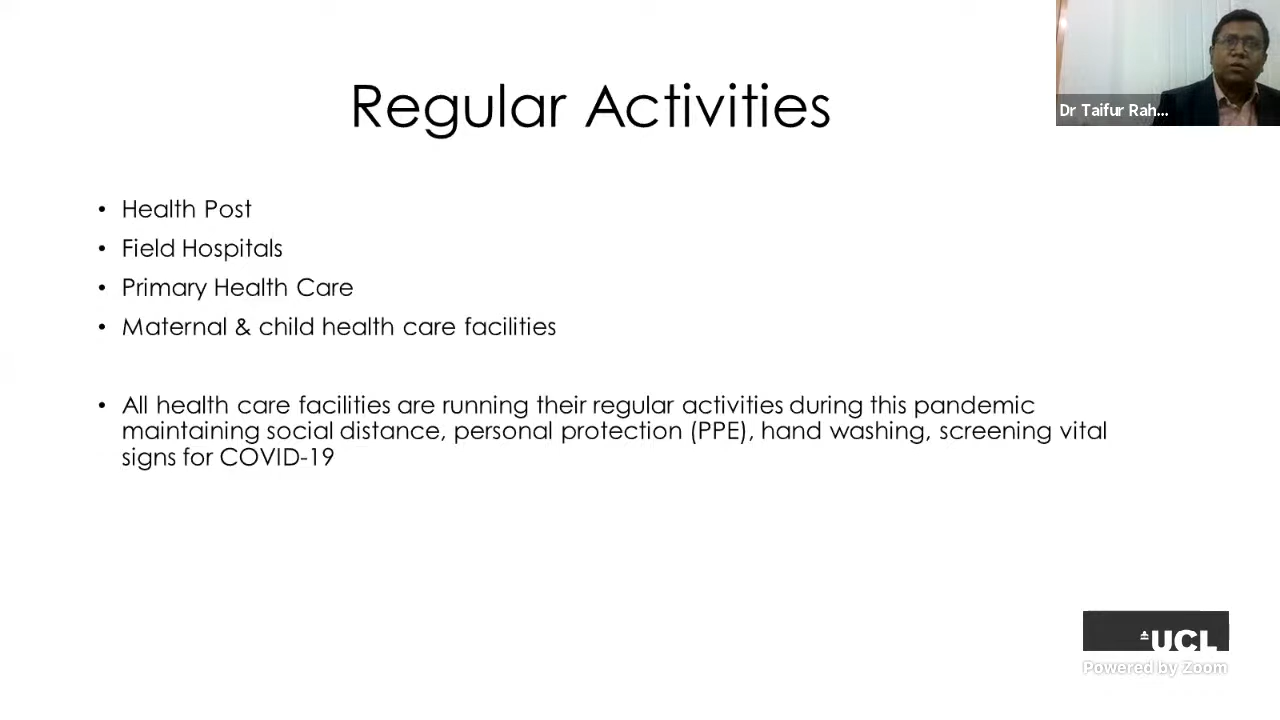 Regular Activities
Dr Taifur Rah...
• Health Post
• Field Hospitals
• Primary Health Care
• Maternal & child health care facilities
• All health care facilities are running their regular activities during this pandemic
maintaining social distance, personal protection (PPE), hand washing, screening vital
signs for COVID-19
UCL
Powered by Zoom